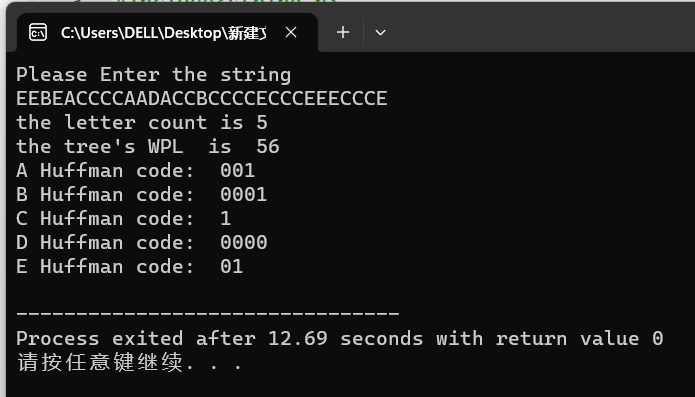 C:\Users\DELL\Desktop\新建文
Please Enter the string
EEBEACCCCAADACCBCCCCECCCEEECCCE
the letter count is 5
the tree's WPL  is  56
A Huffman code:  001
B Huffman code:  0001
C Huffman code:  1
D Huffman code:  0000
E Huffman code:  01
--------------------------------
Process exited after 12.69 seconds with return value 0
请按任意键继续. . .